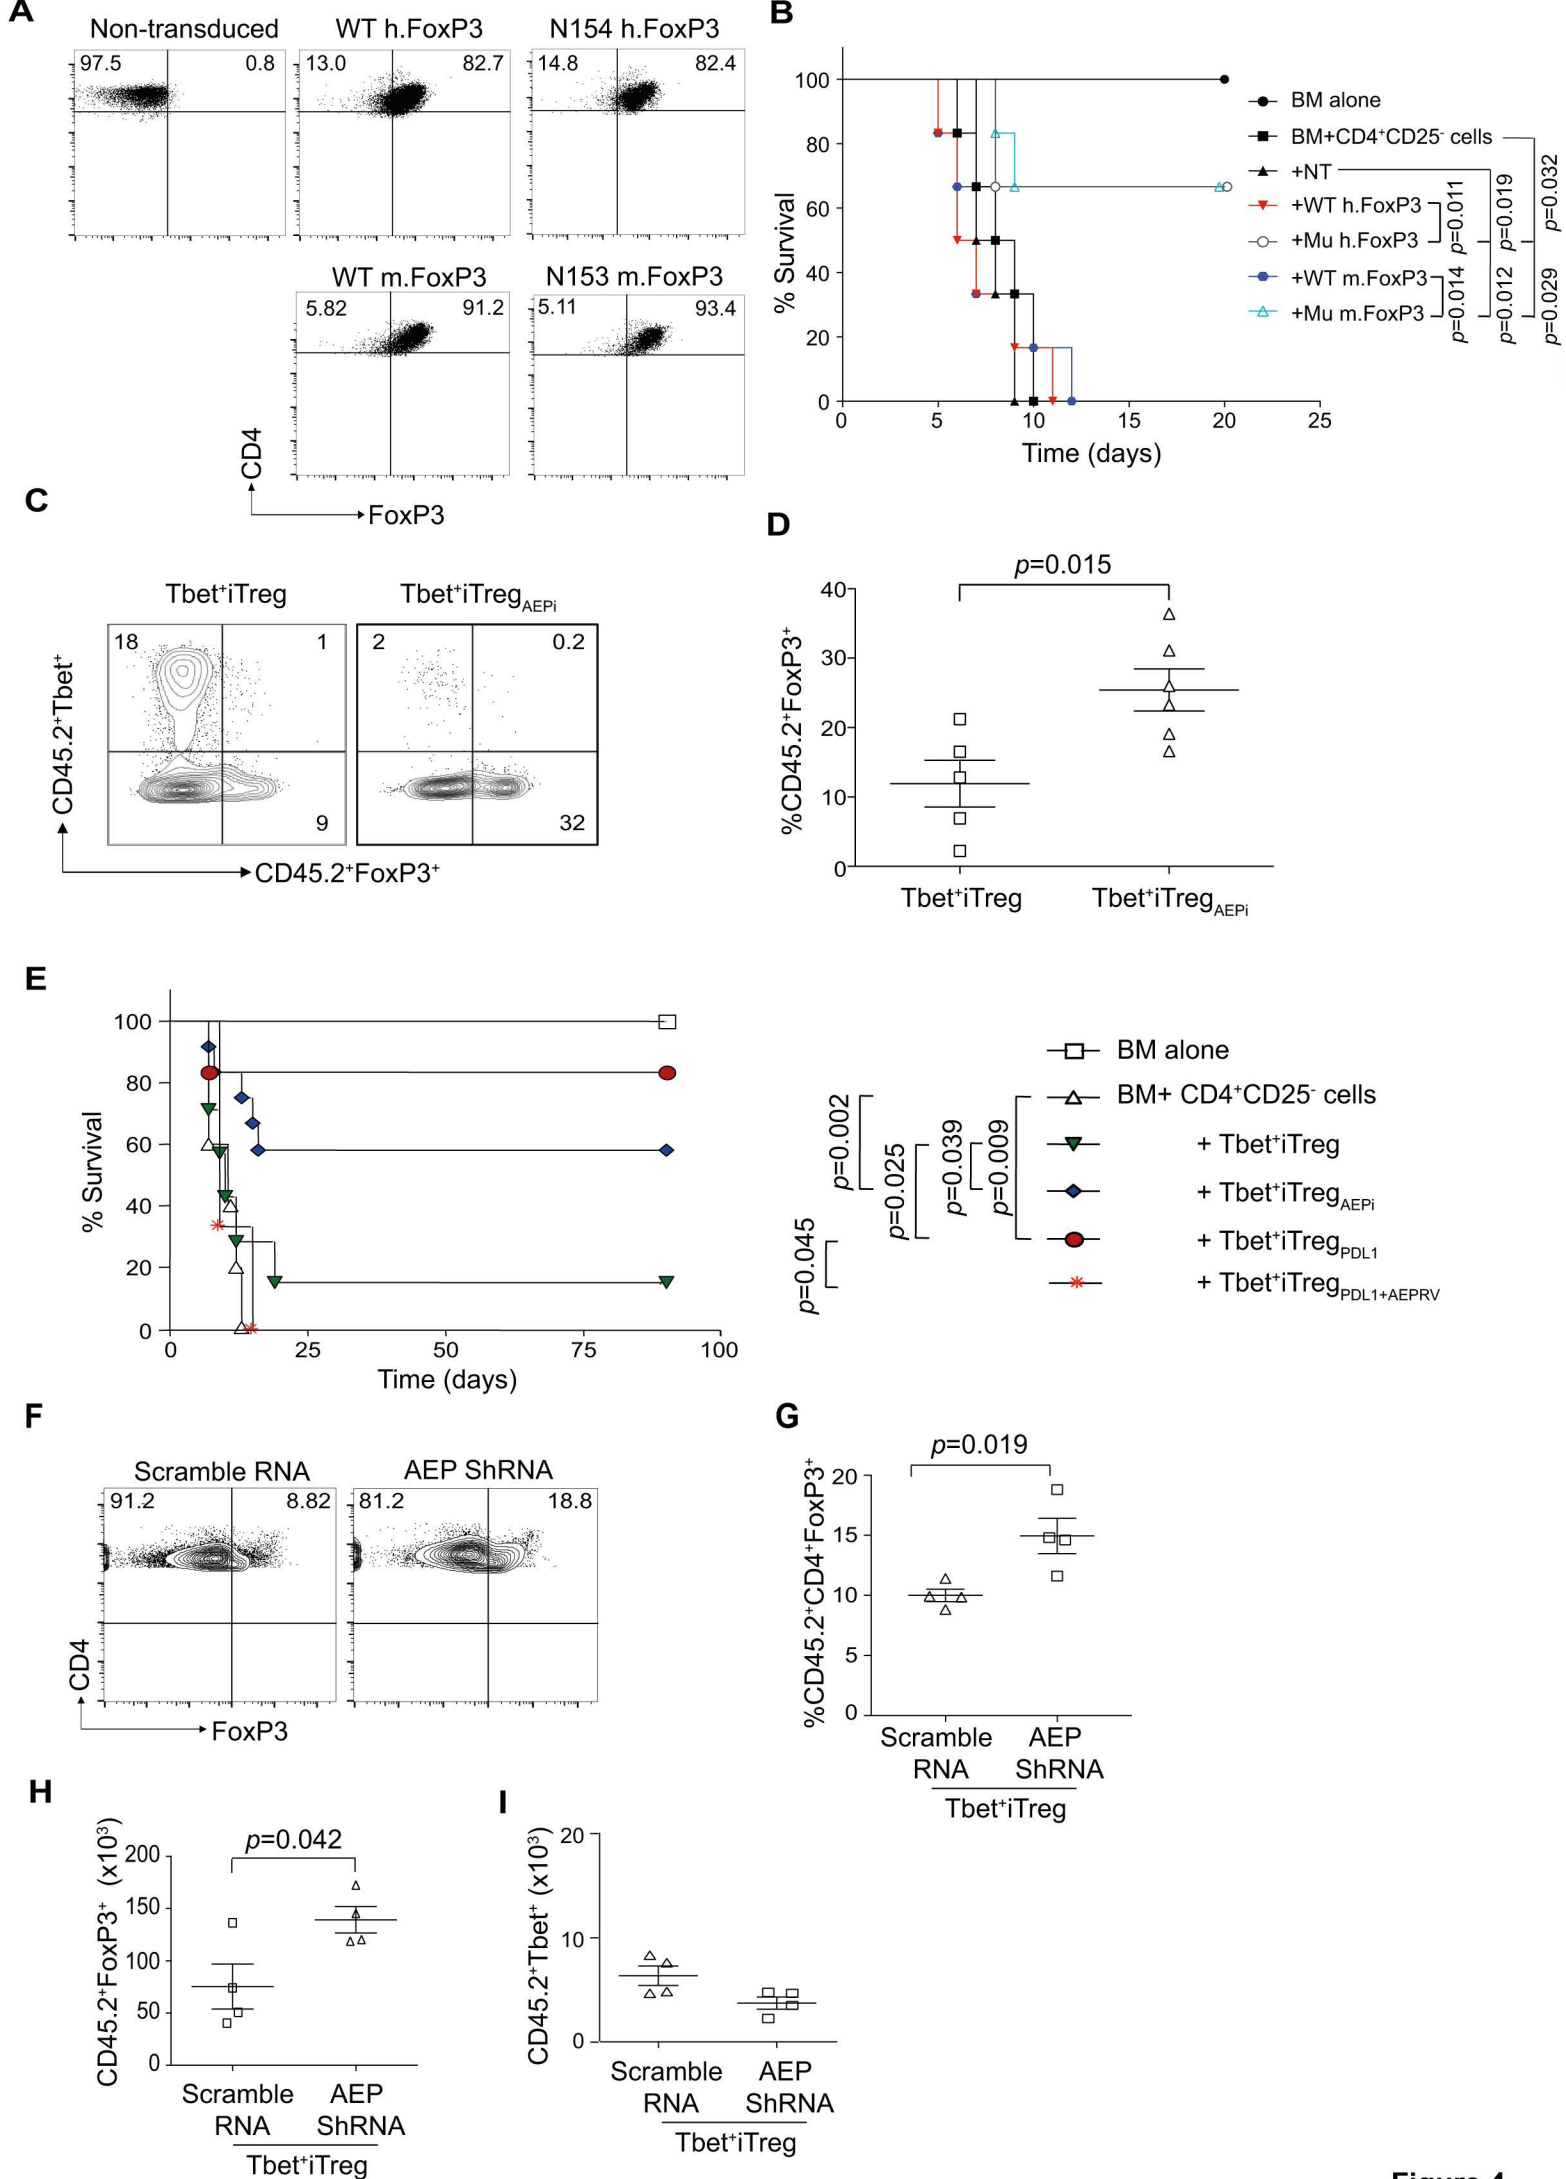 A
Non-transduced
WT h.FoxP3
N154 h.FoxP3
97.5 0.8
13.0 82.7
14.8 82.4
WT m.FoxP3
N153 m.FoxP3
5.82 91.2
5.11 93.4
CD4
FoxP3
B
% Survival
100
80
60
40
20
0
0 5 10 15 20 25
Time (days)
BM alone
BM+CD4⁺CD25⁻ cells
+NT
+WT h.FoxP3
+Mu h.FoxP3
+WT m.FoxP3
+Mu m.FoxP3
p=0.011
p=0.014
p=0.019
p=0.012
p=0.032
p=0.029
C
Tbet⁺iTreg
Tbet⁺iTregAEPi
18 1
9
2 0.2
32
CD45.2⁺Tbet⁺
CD45.2⁺FoxP3⁺
D
p=0.015
%CD45.2⁺FoxP3⁺
40
30
20
10
0
Tbet⁺iTreg
Tbet⁺iTregAEPi
E
% Survival
100
80
60
40
20
0
0 25 50 75 100
Time (days)
p=0.045
p=0.002
p=0.025
p=0.039
p=0.009
BM alone
BM+ CD4⁺CD25⁻ cells
+ Tbet⁺iTreg
+ Tbet⁺iTregAEPi
+ Tbet⁺iTregPDL1
+ Tbet⁺iTregPDL1+AEPRV
F
Scramble RNA
AEP ShRNA
91.2 8.82
81.2 18.8
CD4
FoxP3
G
p=0.019
%CD45.2⁺CD4⁺FoxP3⁺
20
15
10
5
0
Scramble RNA
AEP ShRNA
Tbet⁺iTreg
H
p=0.042
CD45.2⁺FoxP3⁺ (x10³)
200
150
100
50
0
Scramble RNA
AEP ShRNA
Tbet⁺iTreg
I
CD45.2⁺Tbet⁺ (x10³)
20
10
0
Scramble RNA
AEP ShRNA
Tbet⁺iTreg